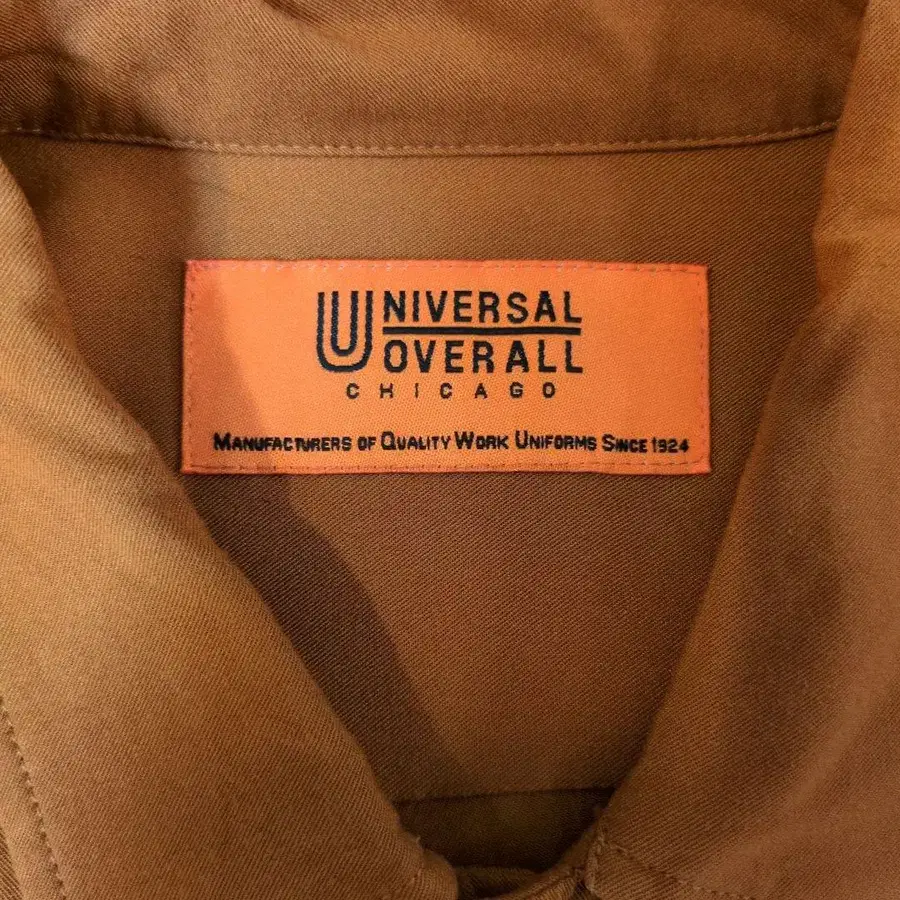 UNIVERSAL
OVERALL
CHICAGO
MANUFACTURERS OF QUALITY WORK UNIFORMS SINCE 1924